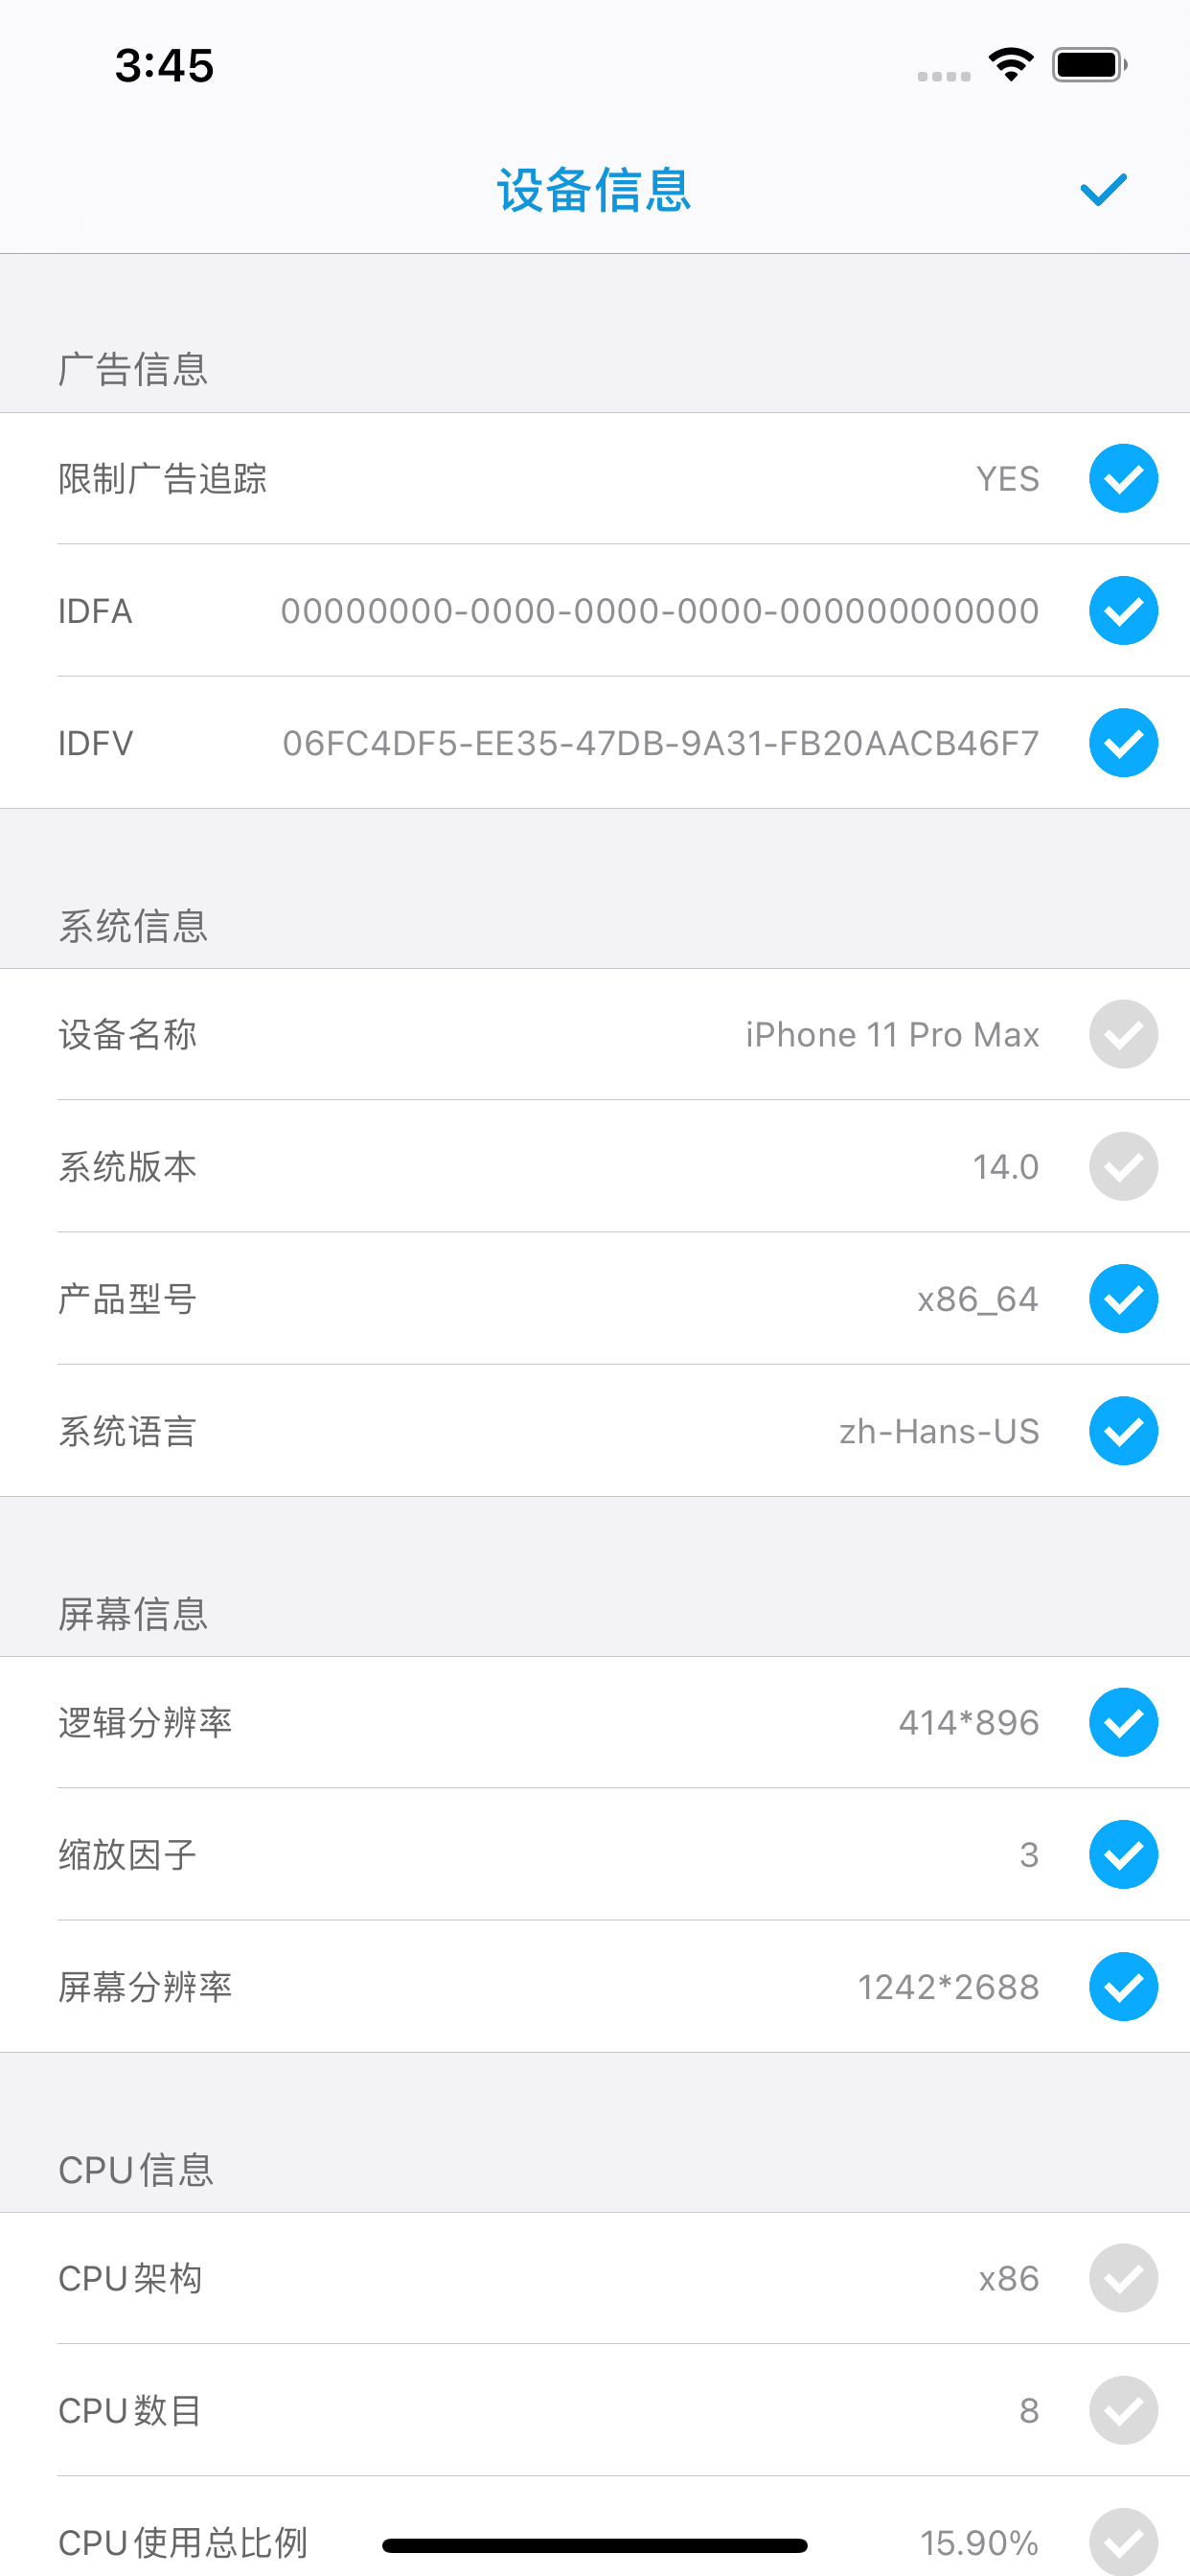 3:45
设备信息
广告信息
限制广告追踪 YES
IDFA 00000000-0000-0000-0000-000000000000
IDFV 06FC4DF5-EE35-47DB-9A31-FB20AACB46F7
系统信息
设备名称 iPhone 11 Pro Max
系统版本 14.0
产品型号 x86_64
系统语言 zh-Hans-US
屏幕信息
逻辑分辨率 414*896
缩放因子 3
屏幕分辨率 1242*2688
CPU信息
CPU架构 x86
CPU数目 8
CPU使用总比例 15.90%